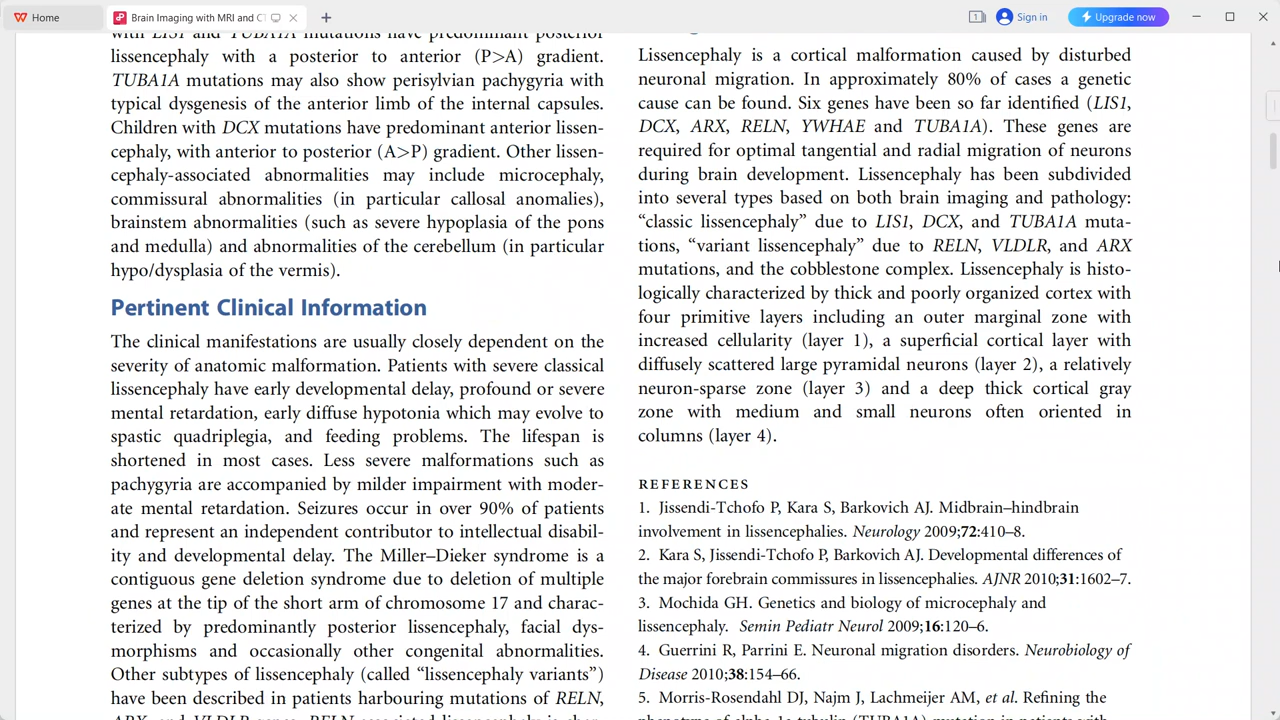 Home
Brain Imaging with MRI and C
1
Sign in
Upgrade now
with LIS1 and TUBA1A mutations have predominant posterior
lissencephaly with a posterior to anterior (P>A) gradient.
TUBA1A mutations may also show perisylvian pachygyria with
typical dysgenesis of the anterior limb of the internal capsules.
Children with DCX mutations have predominant anterior lissen-
cephaly, with anterior to posterior (A>P) gradient. Other lissen-
cephaly-associated abnormalities may include microcephaly,
commissural abnormalities (in particular callosal anomalies),
brainstem abnormalities (such as severe hypoplasia of the pons
and medulla) and abnormalities of the cerebellum (in particular
hypo/dysplasia of the vermis).
Pertinent Clinical Information
The clinical manifestations are usually closely dependent on the
severity of anatomic malformation. Patients with severe classical
lissencephaly have early developmental delay, profound or severe
mental retardation, early diffuse hypotonia which may evolve to
spastic quadriplegia, and feeding problems. The lifespan is
shortened in most cases. Less severe malformations such as
pachygyria are accompanied by milder impairment with moder-
ate mental retardation. Seizures occur in over 90% of patients
and represent an independent contributor to intellectual disabil-
ity and developmental delay. The Miller–Dieker syndrome is a
contiguous gene deletion syndrome due to deletion of multiple
genes at the tip of the short arm of chromosome 17 and charac-
terized by predominantly posterior lissencephaly, facial dys-
morphisms and occasionally other congenital abnormalities.
Other subtypes of lissencephaly (called “lissencephaly variants”)
have been described in patients harbouring mutations of RELN,
Lissencephaly is a cortical malformation caused by disturbed
neuronal migration. In approximately 80% of cases a genetic
cause can be found. Six genes have been so far identified (LIS1,
DCX, ARX, RELN, YWHAE and TUBA1A). These genes are
required for optimal tangential and radial migration of neurons
during brain development. Lissencephaly has been subdivided
into several types based on both brain imaging and pathology:
“classic lissencephaly” due to LIS1, DCX, and TUBA1A muta-
tions, “variant lissencephaly” due to RELN, VLDLR, and ARX
mutations, and the cobblestone complex. Lissencephaly is histo-
logically characterized by thick and poorly organized cortex with
four primitive layers including an outer marginal zone with
increased cellularity (layer 1), a superficial cortical layer with
diffusely scattered large pyramidal neurons (layer 2), a relatively
neuron-sparse zone (layer 3) and a deep thick cortical gray
zone with medium and small neurons often oriented in
columns (layer 4).
REFERENCES
1. Jissendi-Tchofo P, Kara S, Barkovich AJ. Midbrain–hindbrain
involvement in lissencephalies. Neurology 2009;72:410–8.
2. Kara S, Jissendi-Tchofo P, Barkovich AJ. Developmental differences of
the major forebrain commissures in lissencephalies. AJNR 2010;31:1602–7.
3. Mochida GH. Genetics and biology of microcephaly and
lissencephaly. Semin Pediatr Neurol 2009;16:120–6.
4. Guerrini R, Parrini E. Neuronal migration disorders. Neurobiology of
Disease 2010;38:154–66.
5. Morris-Rosendahl DJ, Najm J, Lachmeijer AM, et al. Refining the